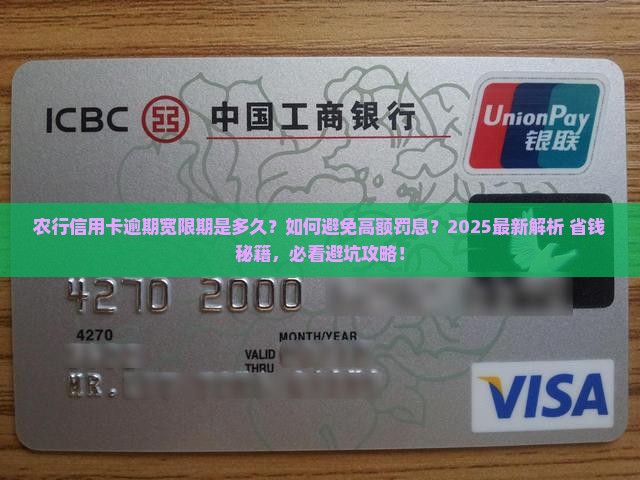 ICBC 中国工商银行
UnionPay
银联
农行信用卡逾期宽限期是多久？如何避免高额罚息？2025最新解析 省钱
秘籍，必看避坑攻略！
4270 2000
4270
MONTH/YEAR
VALID
THRU
MR.
VISA